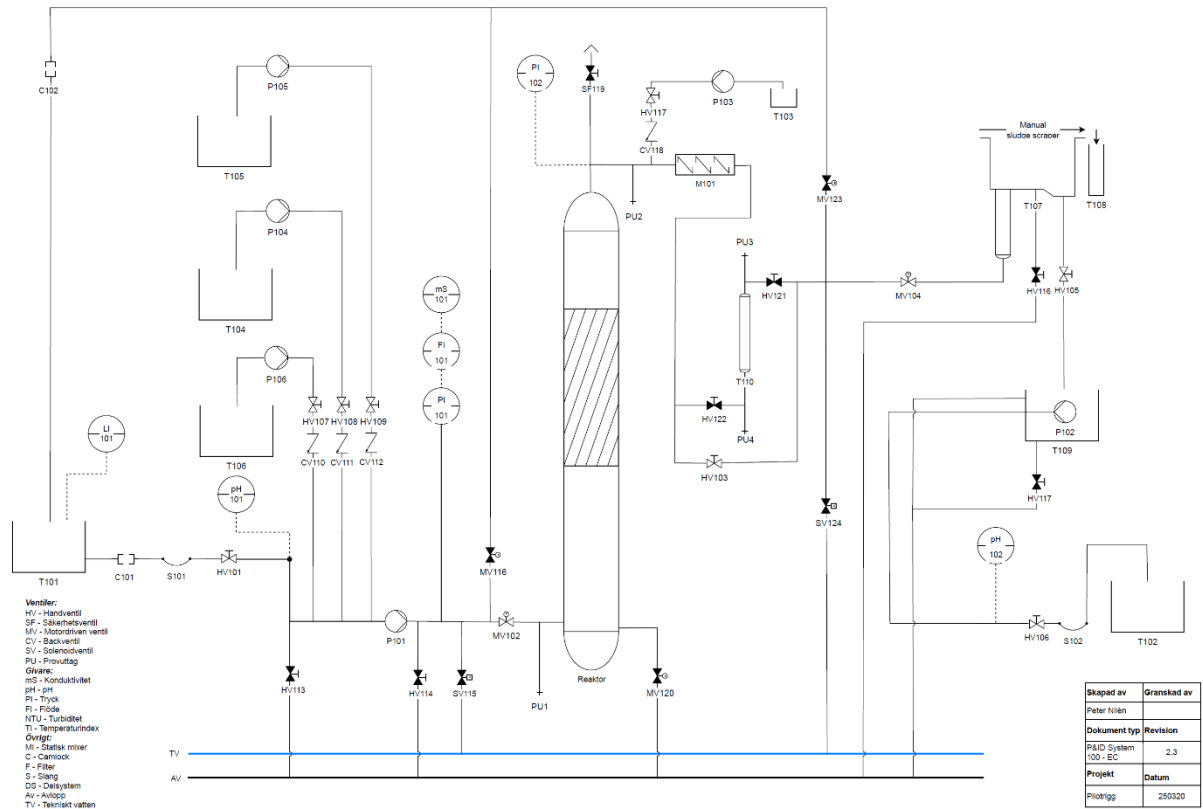 C102
P105
T105
P104
T104
P106
T106
HV107
HV108
HV109
CV110
CV111
CV112
LI
101
pH
101
T101
C101
S101
HV101
mS
101
FI
101
PI
101
P101
HV113
HV114
SV115
MV116
MV102
PU1
Reaktor
MV120
PI
102
SF119
PU2
HV117
CV118
P103
T103
M101
PU3
HV121
T110
HV122
PU4
HV103
MV123
SV124
MV104
Manual
sludge scraper
T107
T108
HV116
HV105
P102
T109
HV117
pH
102
HV106
S102
T102
TV
AV
Ventiler:
HV - Handventil
SF - Säkerhetsventil
MV - Motordriven ventil
CV - Backventil
SV - Solenoidventil
PU - Provuttag
Givare:
mS - Konduktivitet
pH - pH
PI - Tryck
FI - Flöde
NTU - Turbiditet
TI - Temperaturindex
Övrigt:
MI - Statisk mixer
C - Camlock
F - Filter
S - Slang
DS - Delsystem
Av - Avlopp
TV - Tekniskt vatten
Skapad av Granskad av
Peter Nilén
Dokument typ Revision
P&ID System
100 - EC 2.3
Projekt Datum
Pilotrigg 250320